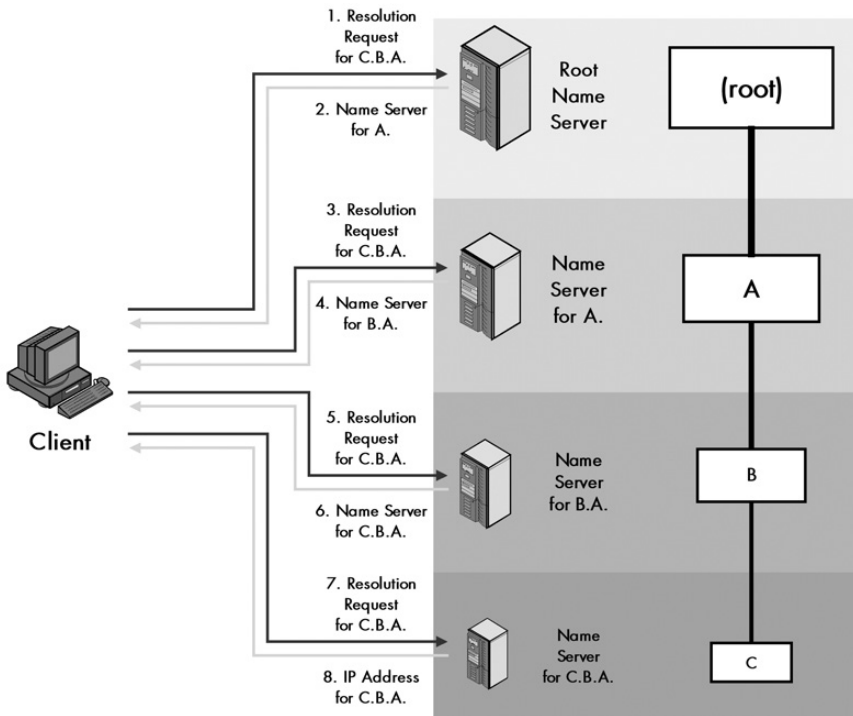 1. Resolution
Request
for C.B.A.
2. Name Server
for A.
Root
Name
Server
(root)
3. Resolution
Request
for C.B.A.
4. Name Server
for B.A.
Name
Server
for A.
A
Client
5. Resolution
Request
for C.B.A.
6. Name Server
for C.B.A.
Name
Server
for B.A.
B
7. Resolution
Request
for C.B.A.
8. IP Address
for C.B.A.
Name
Server
for C.B.A.
C